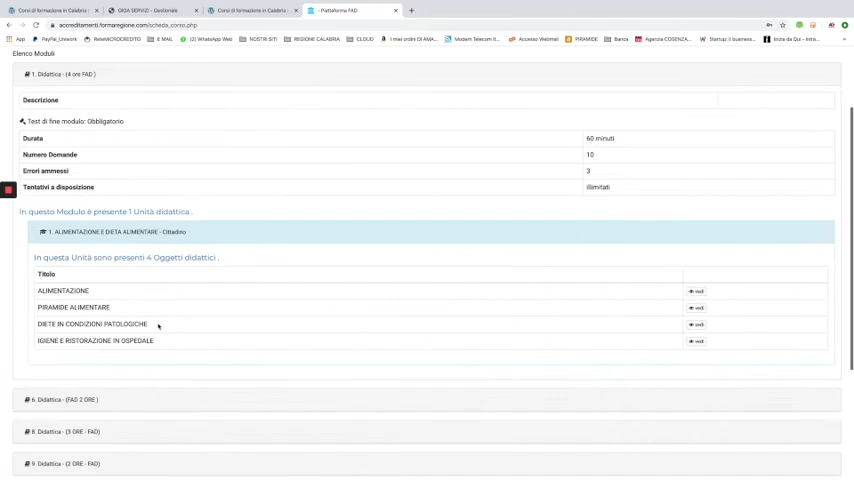 Corsi di formazione in Calabria |
GIGA SERVIZI - Gestionale
Corsi di formazione in Calabria |
- Piattaforma FAD
accreditamenti.formaregione.com/scheda_corso.php
App
PayPal_Uniwork
ReteMICROCREDITO
E MAIL
(2) WhatsApp Web
NOSTRI SITI
REGIONE CALABRIA
CLOUD
I miei ordini DI AMA...
Modem Telecom It...
Accesso Webmail
PIRAMIDE
Banca
Agenzia COSENZA...
Startup: il business...
Inizia da Qui – Intra...
Elenco Moduli
1. Didattica - (4 ore FAD )
Descrizione
Test di fine modulo: Obbligatorio
Durata 60 minuti
Numero Domande 10
Errori ammessi 3
Tentativi a disposizione illimitati
In questo Modulo è presente 1 Unità didattica .
1. ALIMENTAZIONE E DIETA ALIMENTARE - Cittadino
In questa Unità sono presenti 4 Oggetti didattici .
Titolo
ALIMENTAZIONE vedi
PIRAMIDE ALIMENTARE vedi
DIETE IN CONDIZIONI PATOLOGICHE vedi
IGIENE E RISTORAZIONE IN OSPEDALE vedi
6. Didattica - (FAD 2 ORE )
8. Didattica - (3 ORE - FAD)
9. Didattica - (2 ORE - FAD)